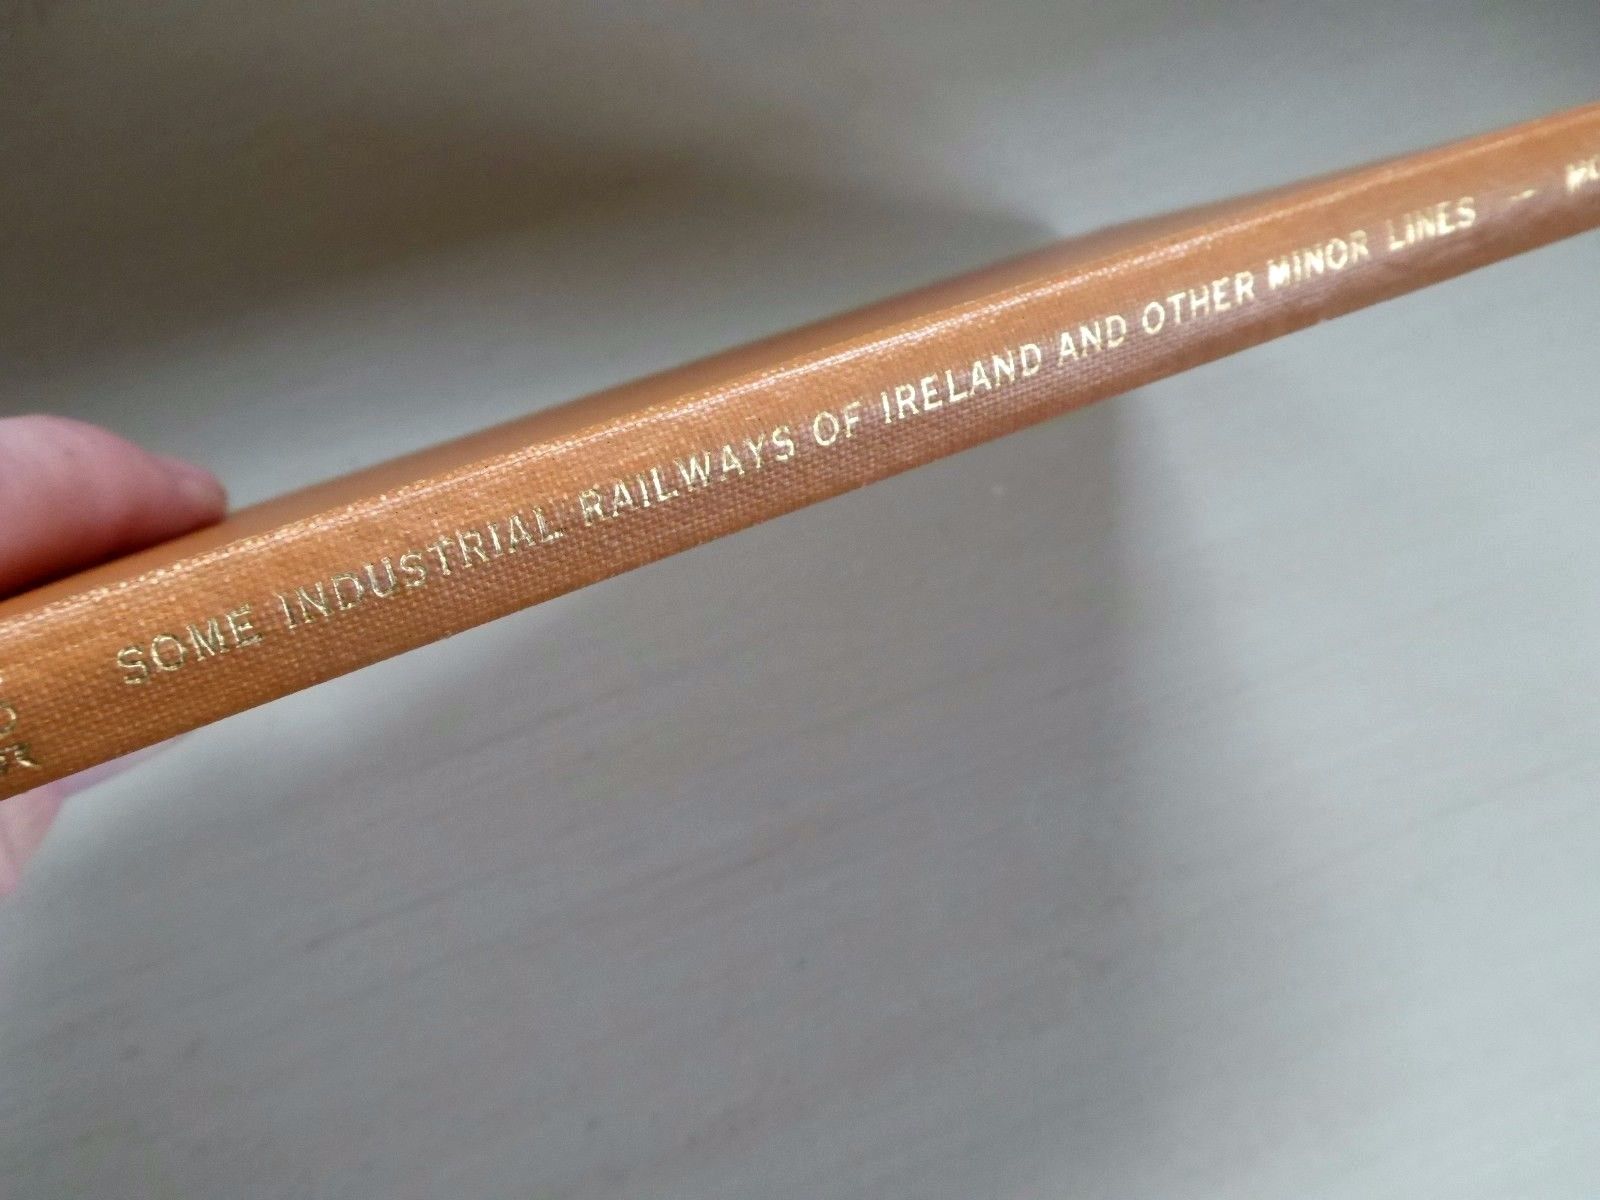 SOME INDUSTRIAL RAILWAYS OF IRELAND AND OTHER MINOR LINES —